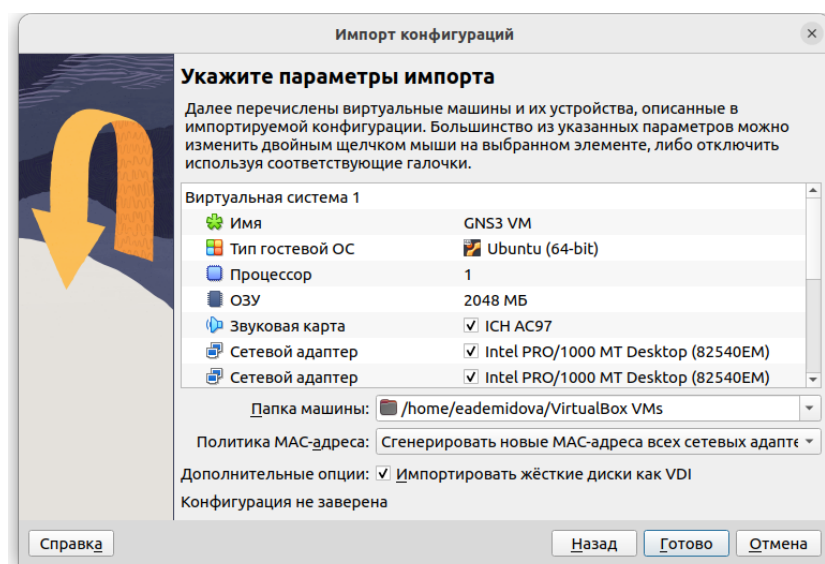 Импорт конфигураций
Укажите параметры импорта
Далее перечислены виртуальные машины и их устройства, описанные в
импортируемой конфигурации. Большинство из указанных параметров можно
изменить двойным щелчком мыши на выбранном элементе, либо отключить
используя соответствующие галочки.
Виртуальная система 1
Имя GNS3 VM
Тип гостевой ОС Ubuntu (64-bit)
Процессор 1
ОЗУ 2048 МБ
Звуковая карта ICH AC97
Сетевой адаптер Intel PRO/1000 MT Desktop (82540EM)
Сетевой адаптер Intel PRO/1000 MT Desktop (82540EM)
Папка машины: /home/eademidova/VirtualBox VMs
Политика MAC-адреса: Сгенерировать новые MAC-адреса всех сетевых адапте
Дополнительные опции: Импортировать жёсткие диски как VDI
Конфигурация не заверена
Справка Назад Готово Отмена